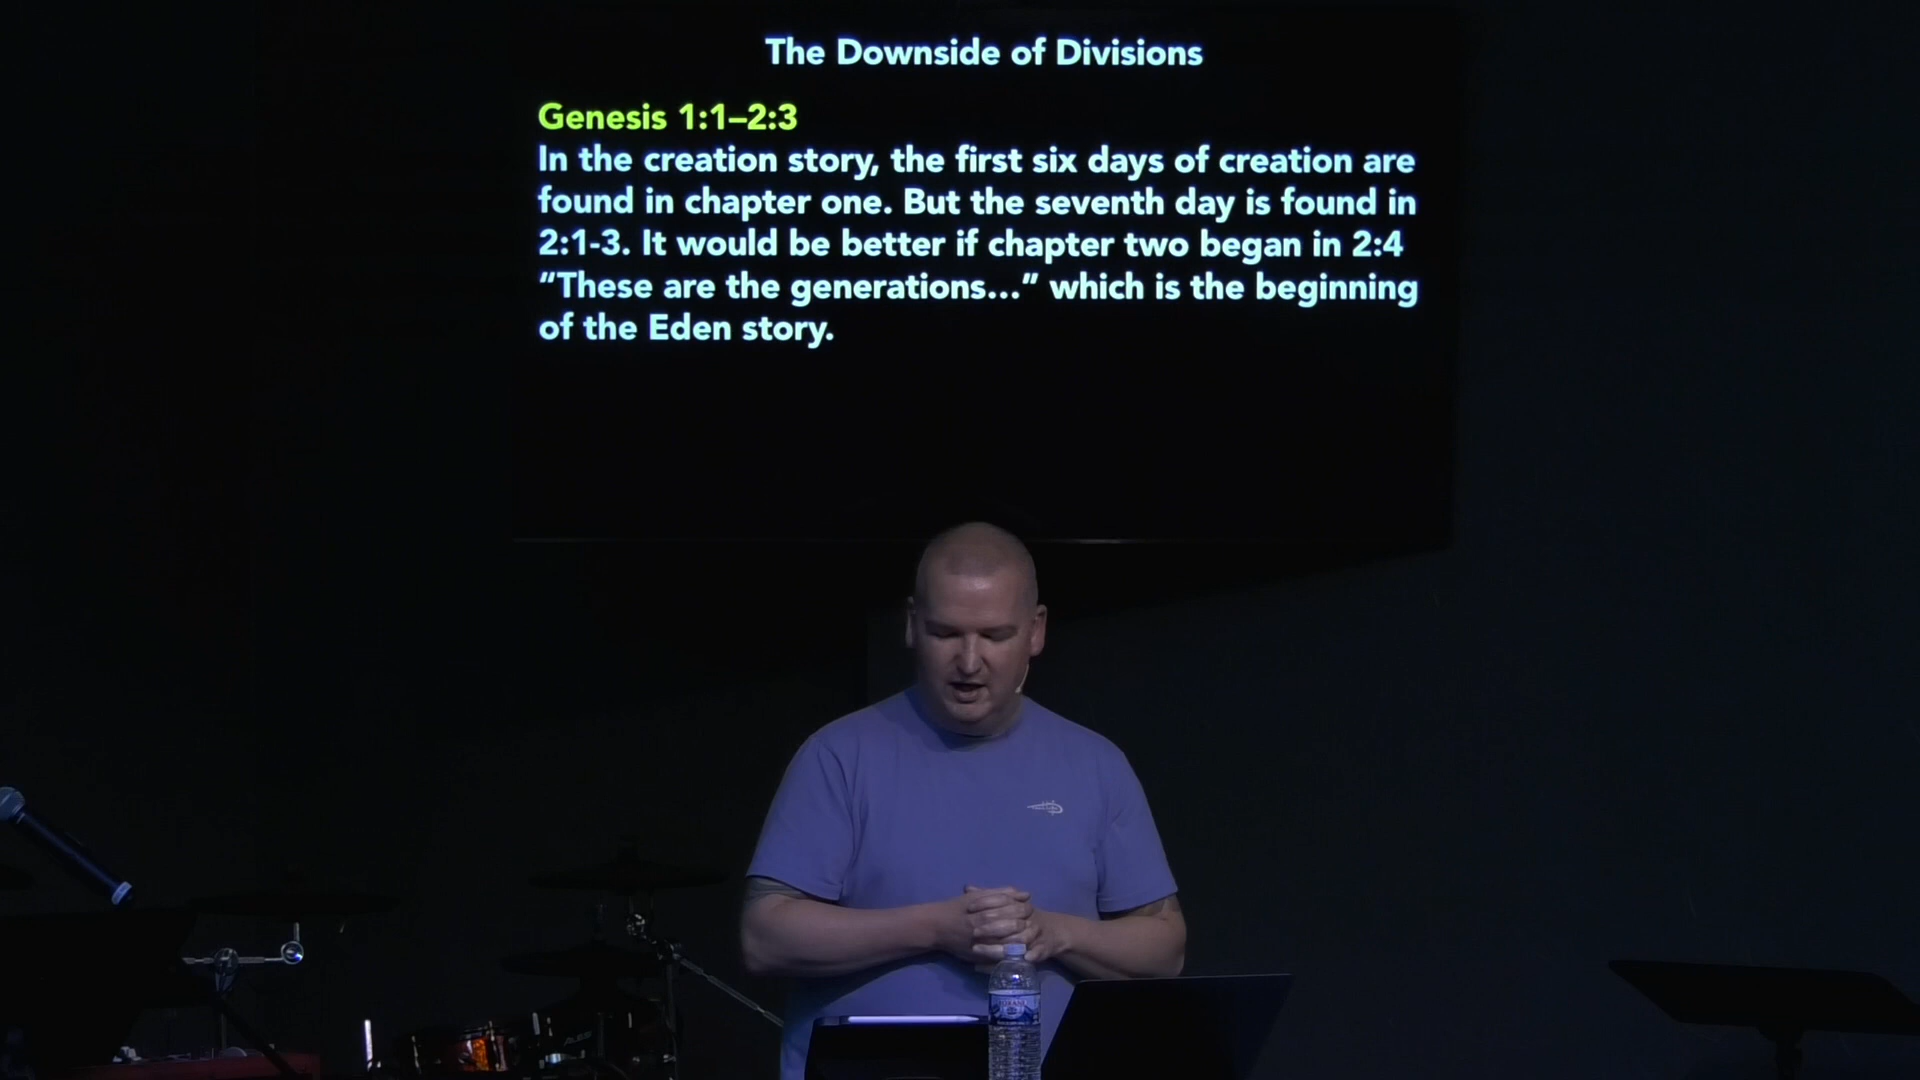 The Downside of Divisions
Genesis 1:1–2:3
In the creation story, the first six days of creation are
found in chapter one. But the seventh day is found in
2:1-3. It would be better if chapter two began in 2:4
“These are the generations…” which is the beginning
of the Eden story.